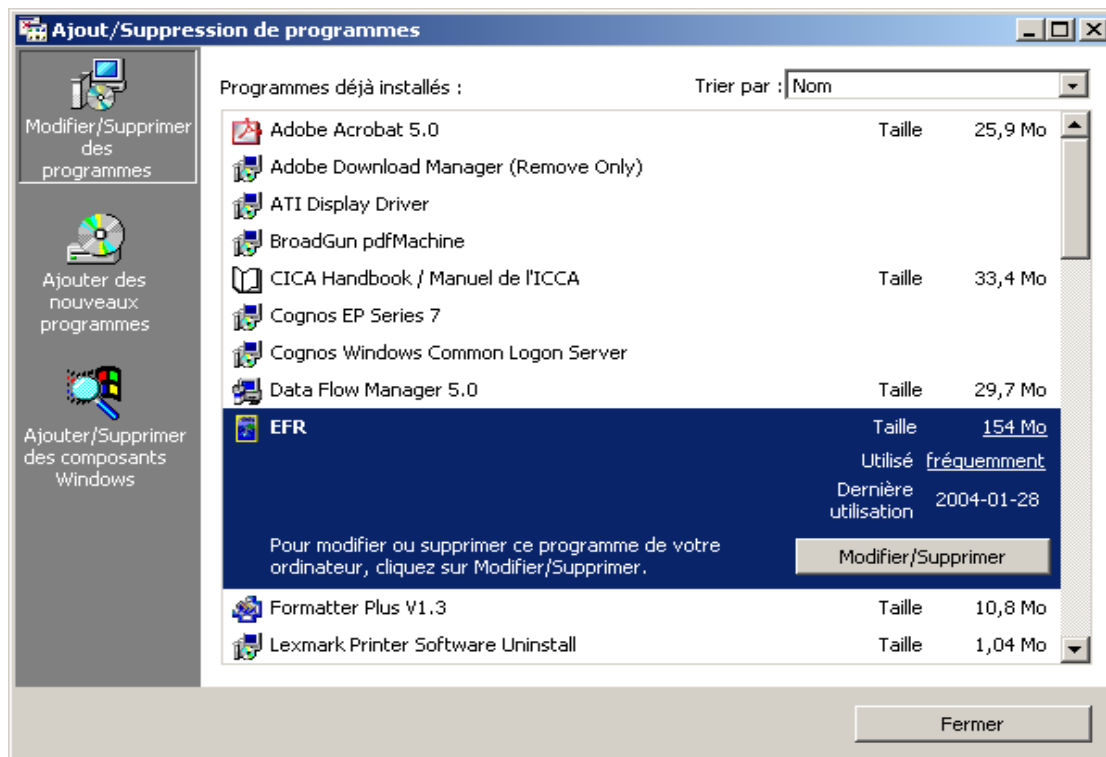 Ajout/Suppression de programmes
Modifier/Supprimer
des
programmes
Ajouter des
nouveaux
programmes
Ajouter/Supprimer
des composants
Windows
Programmes déjà installés :
Trier par : Nom
Adobe Acrobat 5.0 Taille 25,9 Mo
Adobe Download Manager (Remove Only)
ATI Display Driver
BroadGun pdfMachine
CICA Handbook / Manuel de l'ICCA Taille 33,4 Mo
Cognos EP Series 7
Cognos Windows Common Logon Server
Data Flow Manager 5.0 Taille 29,7 Mo
EFR Taille 154 Mo
Utilisé fréquemment
Dernière
utilisation 2004-01-28
Pour modifier ou supprimer ce programme de votre
ordinateur, cliquez sur Modifier/Supprimer.
Modifier/Supprimer
Formatter Plus V1.3 Taille 10,8 Mo
Lexmark Printer Software Uninstall Taille 1,04 Mo
Fermer